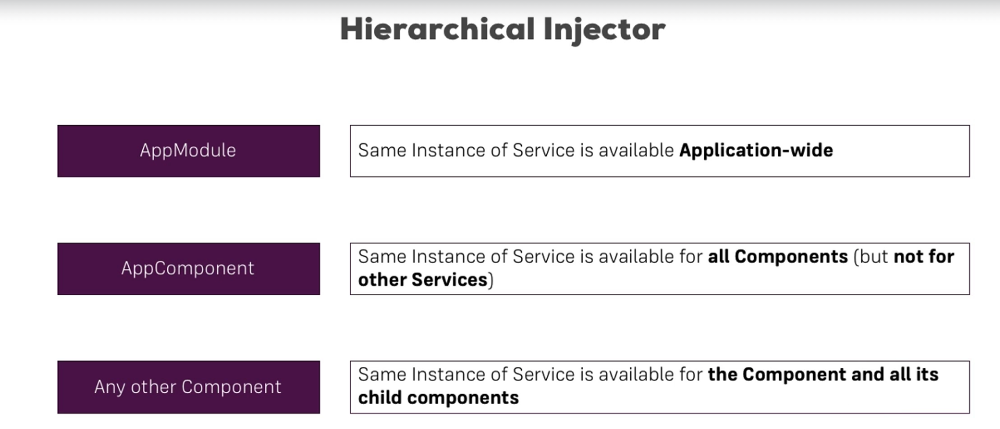 Hierarchical Injector
AppModule
Same Instance of Service is available Application-wide
AppComponent
Same Instance of Service is available for all Components (but not for
other Services)
Any other Component
Same Instance of Service is available for the Component and all its
child components